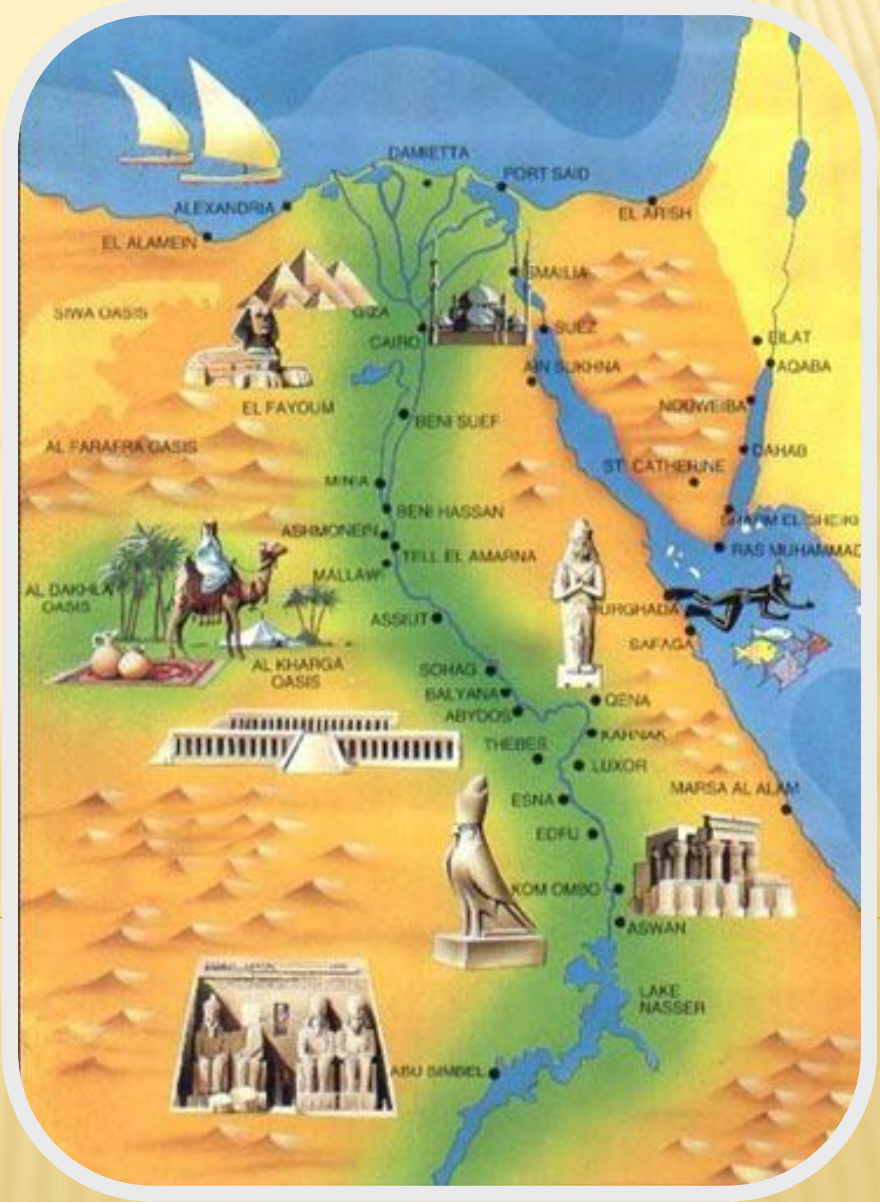 DAMIETTA
PORT SAID
ALEXANDRIA
EL ARISH
EL ALAMEIN
ISMAILIA
SIWA OASIS
GIZA
CAIRO
SUEZ
EILAT
AIN SUKHNA
AQABA
EL FAYOUM
NOUWEIBA
BENI SUEF
AL FARAFRA OASIS
DAHAB
ST. CATHERINE
MINIA
BENI HASSAN
SHARM EL SHEIKH
ASHMONEIN
TELL EL AMARNA
RAS MUHAMMAD
MALLAWI
AL DAKHLA
OASIS
HURGHADA
ASSIUT
SAFAGA
AL KHARGA
OASIS
SOHAG
BALYANA
QENA
ABYDOS
KARNAK
THEBES
LUXOR
MARSA AL ALAM
ESNA
EDFU
KOM OMBO
ASWAN
LAKE
NASSER
ABU SIMBEL